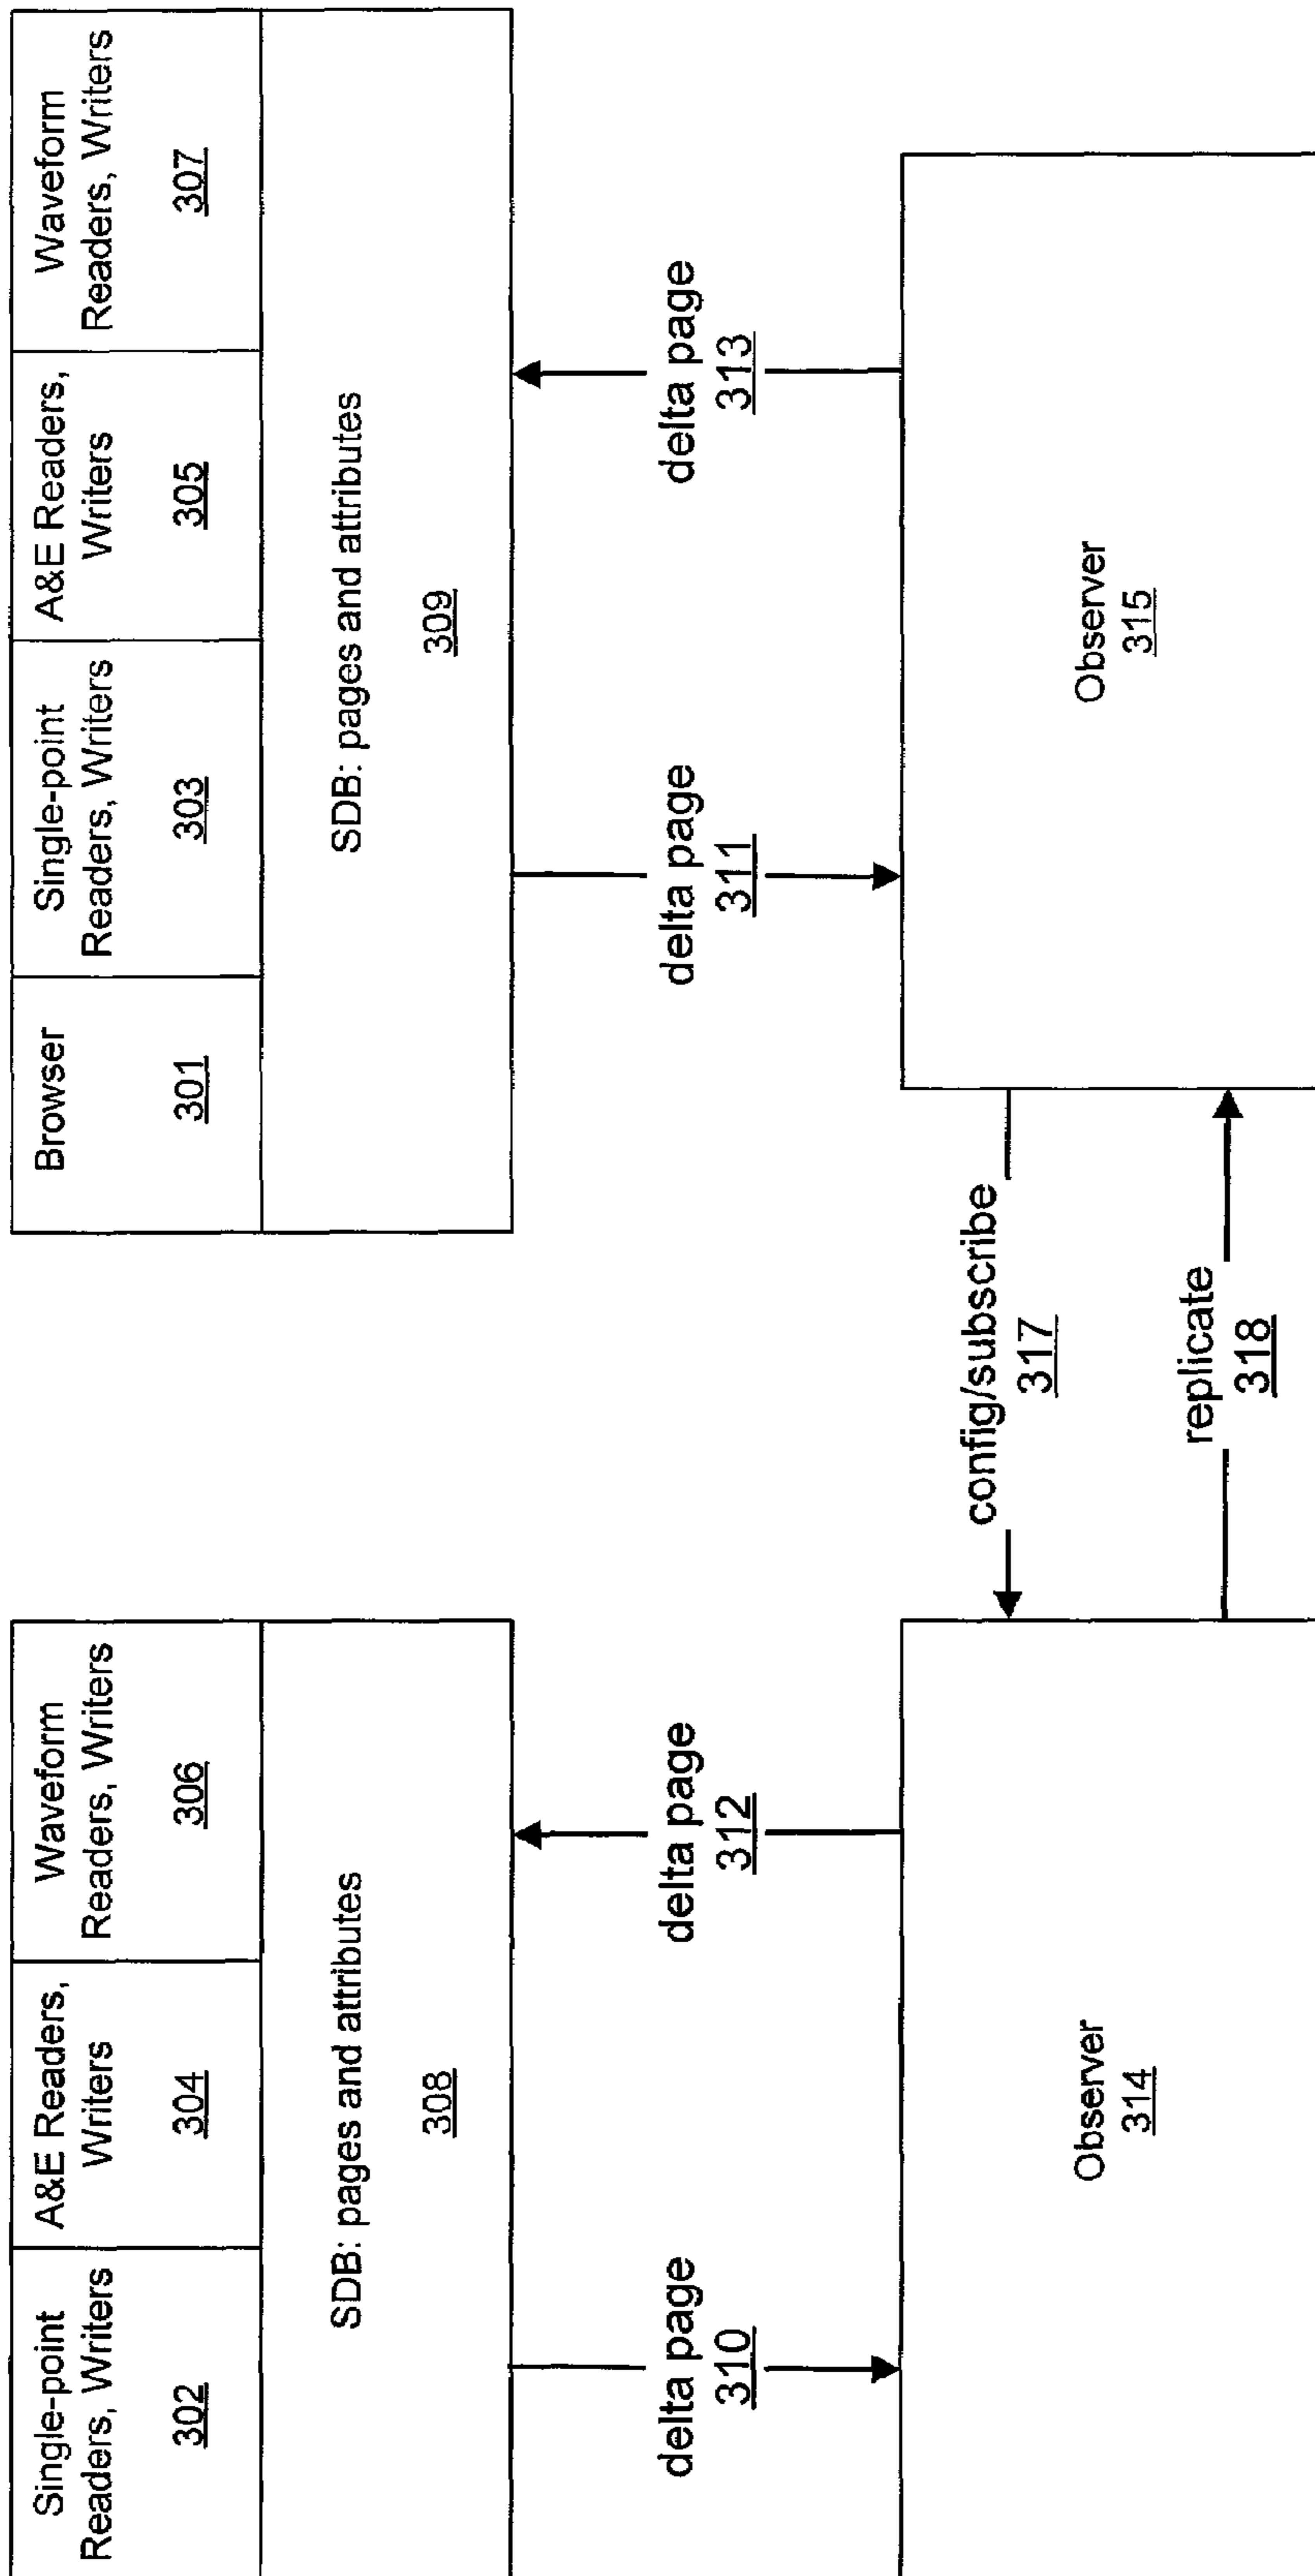 Single-point
Readers, Writers
302
A&E Readers,
Writers
304
Waveform
Readers, Writers
306
SDB: pages and attributes
308
delta page
310
delta page
312
Observer
314
Browser
301
Single-point
Readers, Writers
303
A&E Readers,
Writers
305
Waveform
Readers, Writers
307
SDB: pages and attributes
309
delta page
311
delta page
313
Observer
315
config/subscribe
317
replicate
318